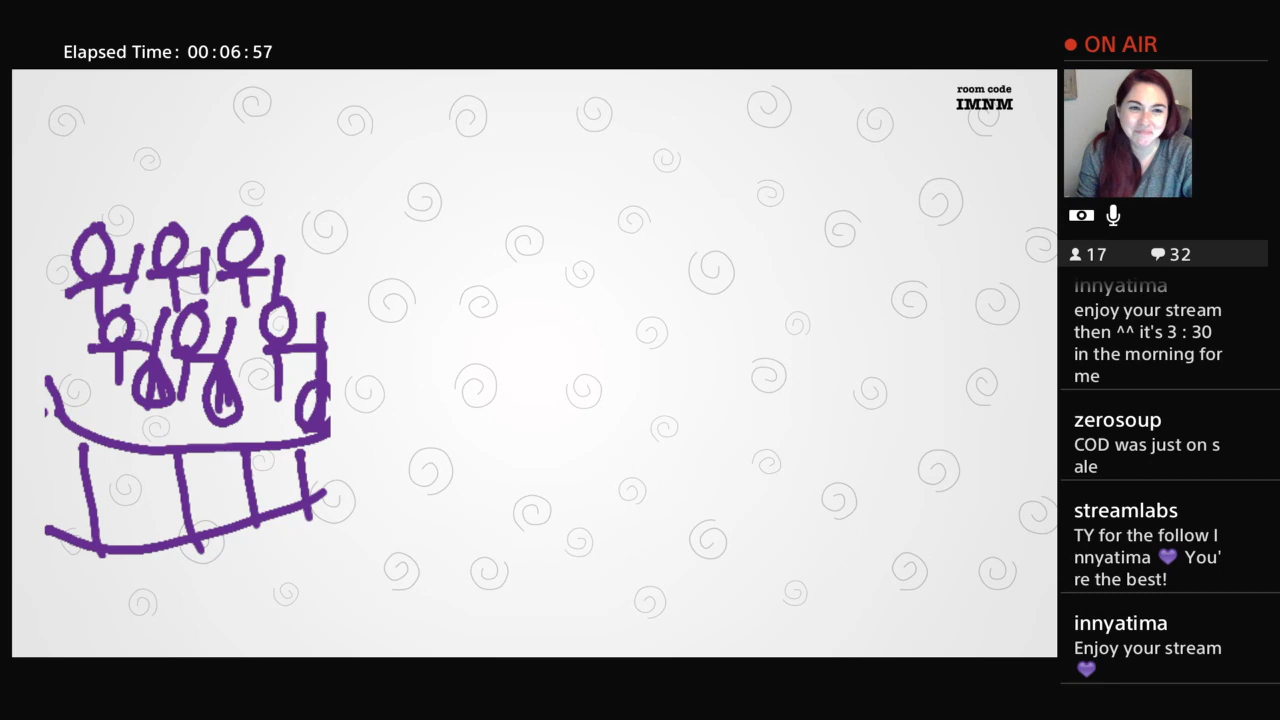 Elapsed Time: 00:06:57
ON AIR
room code
IMNM
17
32
innyatima
enjoy your stream
then ^^ it's 3 : 30
in the morning for
me
zerosoup
COD was just on s
ale
streamlabs
TY for the follow I
nnyatima 💜 You'
re the best!
innyatima
Enjoy your stream
💜